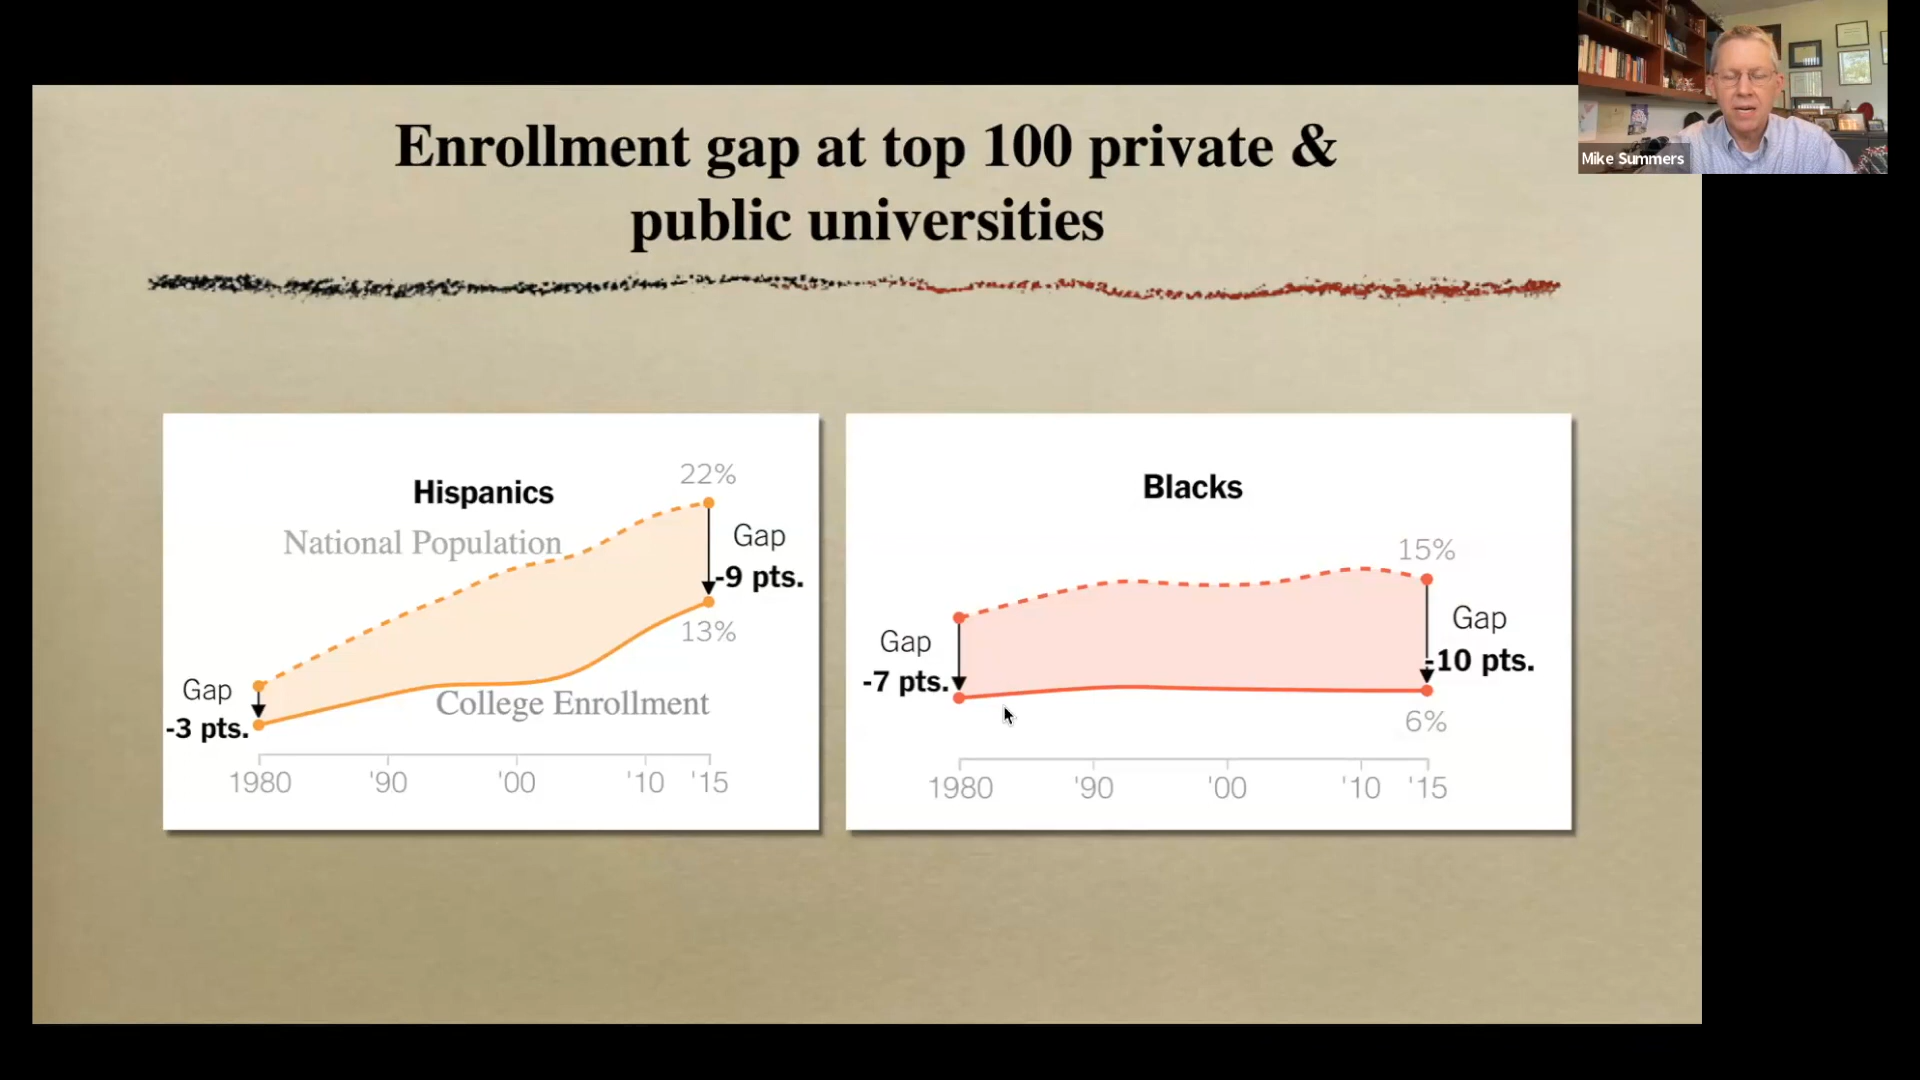 Mike Summers
Enrollment gap at top 100 private &
public universities
Hispanics
22%
National Population
Gap
-9 pts.
13%
Gap
-3 pts.
College Enrollment
1980 '90 '00 '10 '15
Blacks
15%
Gap
-7 pts.
Gap
-10 pts.
6%
1980 '90 '00 '10 '15